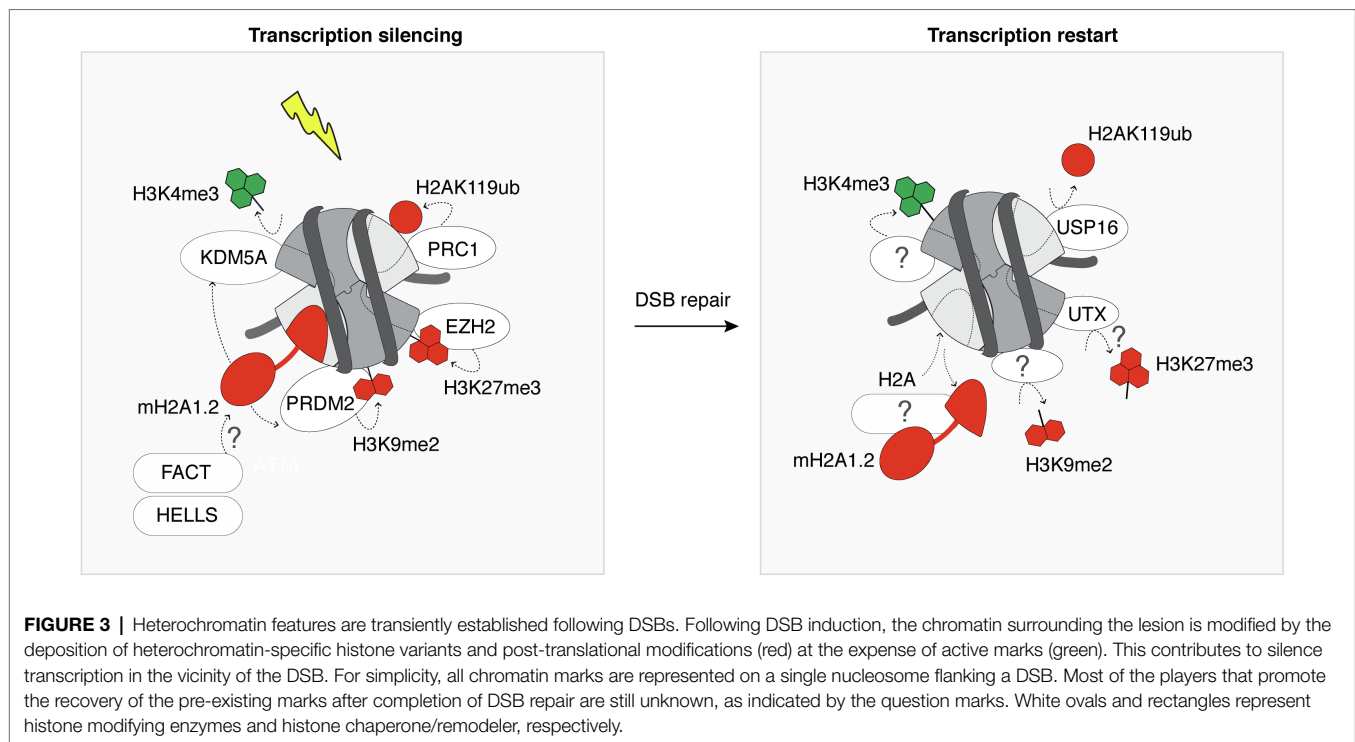 Transcription silencing
H3K4me3
H2AK119ub
KDM5A
PRC1
EZH2
H3K27me3
mH2A1.2
PRDM2
H3K9me2
?
ATM
FACT
HELLS
DSB repair
Transcription restart
H2AK119ub
H3K4me3
USP16
?
UTX
?
H3K27me3
H2A
?
?
mH2A1.2
H3K9me2
FIGURE 3 | Heterochromatin features are transiently established following DSBs. Following DSB induction, the chromatin surrounding the lesion is modified by the
deposition of heterochromatin-specific histone variants and post-translational modifications (red) at the expense of active marks (green). This contributes to silence
transcription in the vicinity of the DSB. For simplicity, all chromatin marks are represented on a single nucleosome flanking a DSB. Most of the players that promote
the recovery of the pre-existing marks after completion of DSB repair are still unknown, as indicated by the question marks. White ovals and rectangles represent
histone modifying enzymes and histone chaperone/remodeler, respectively.